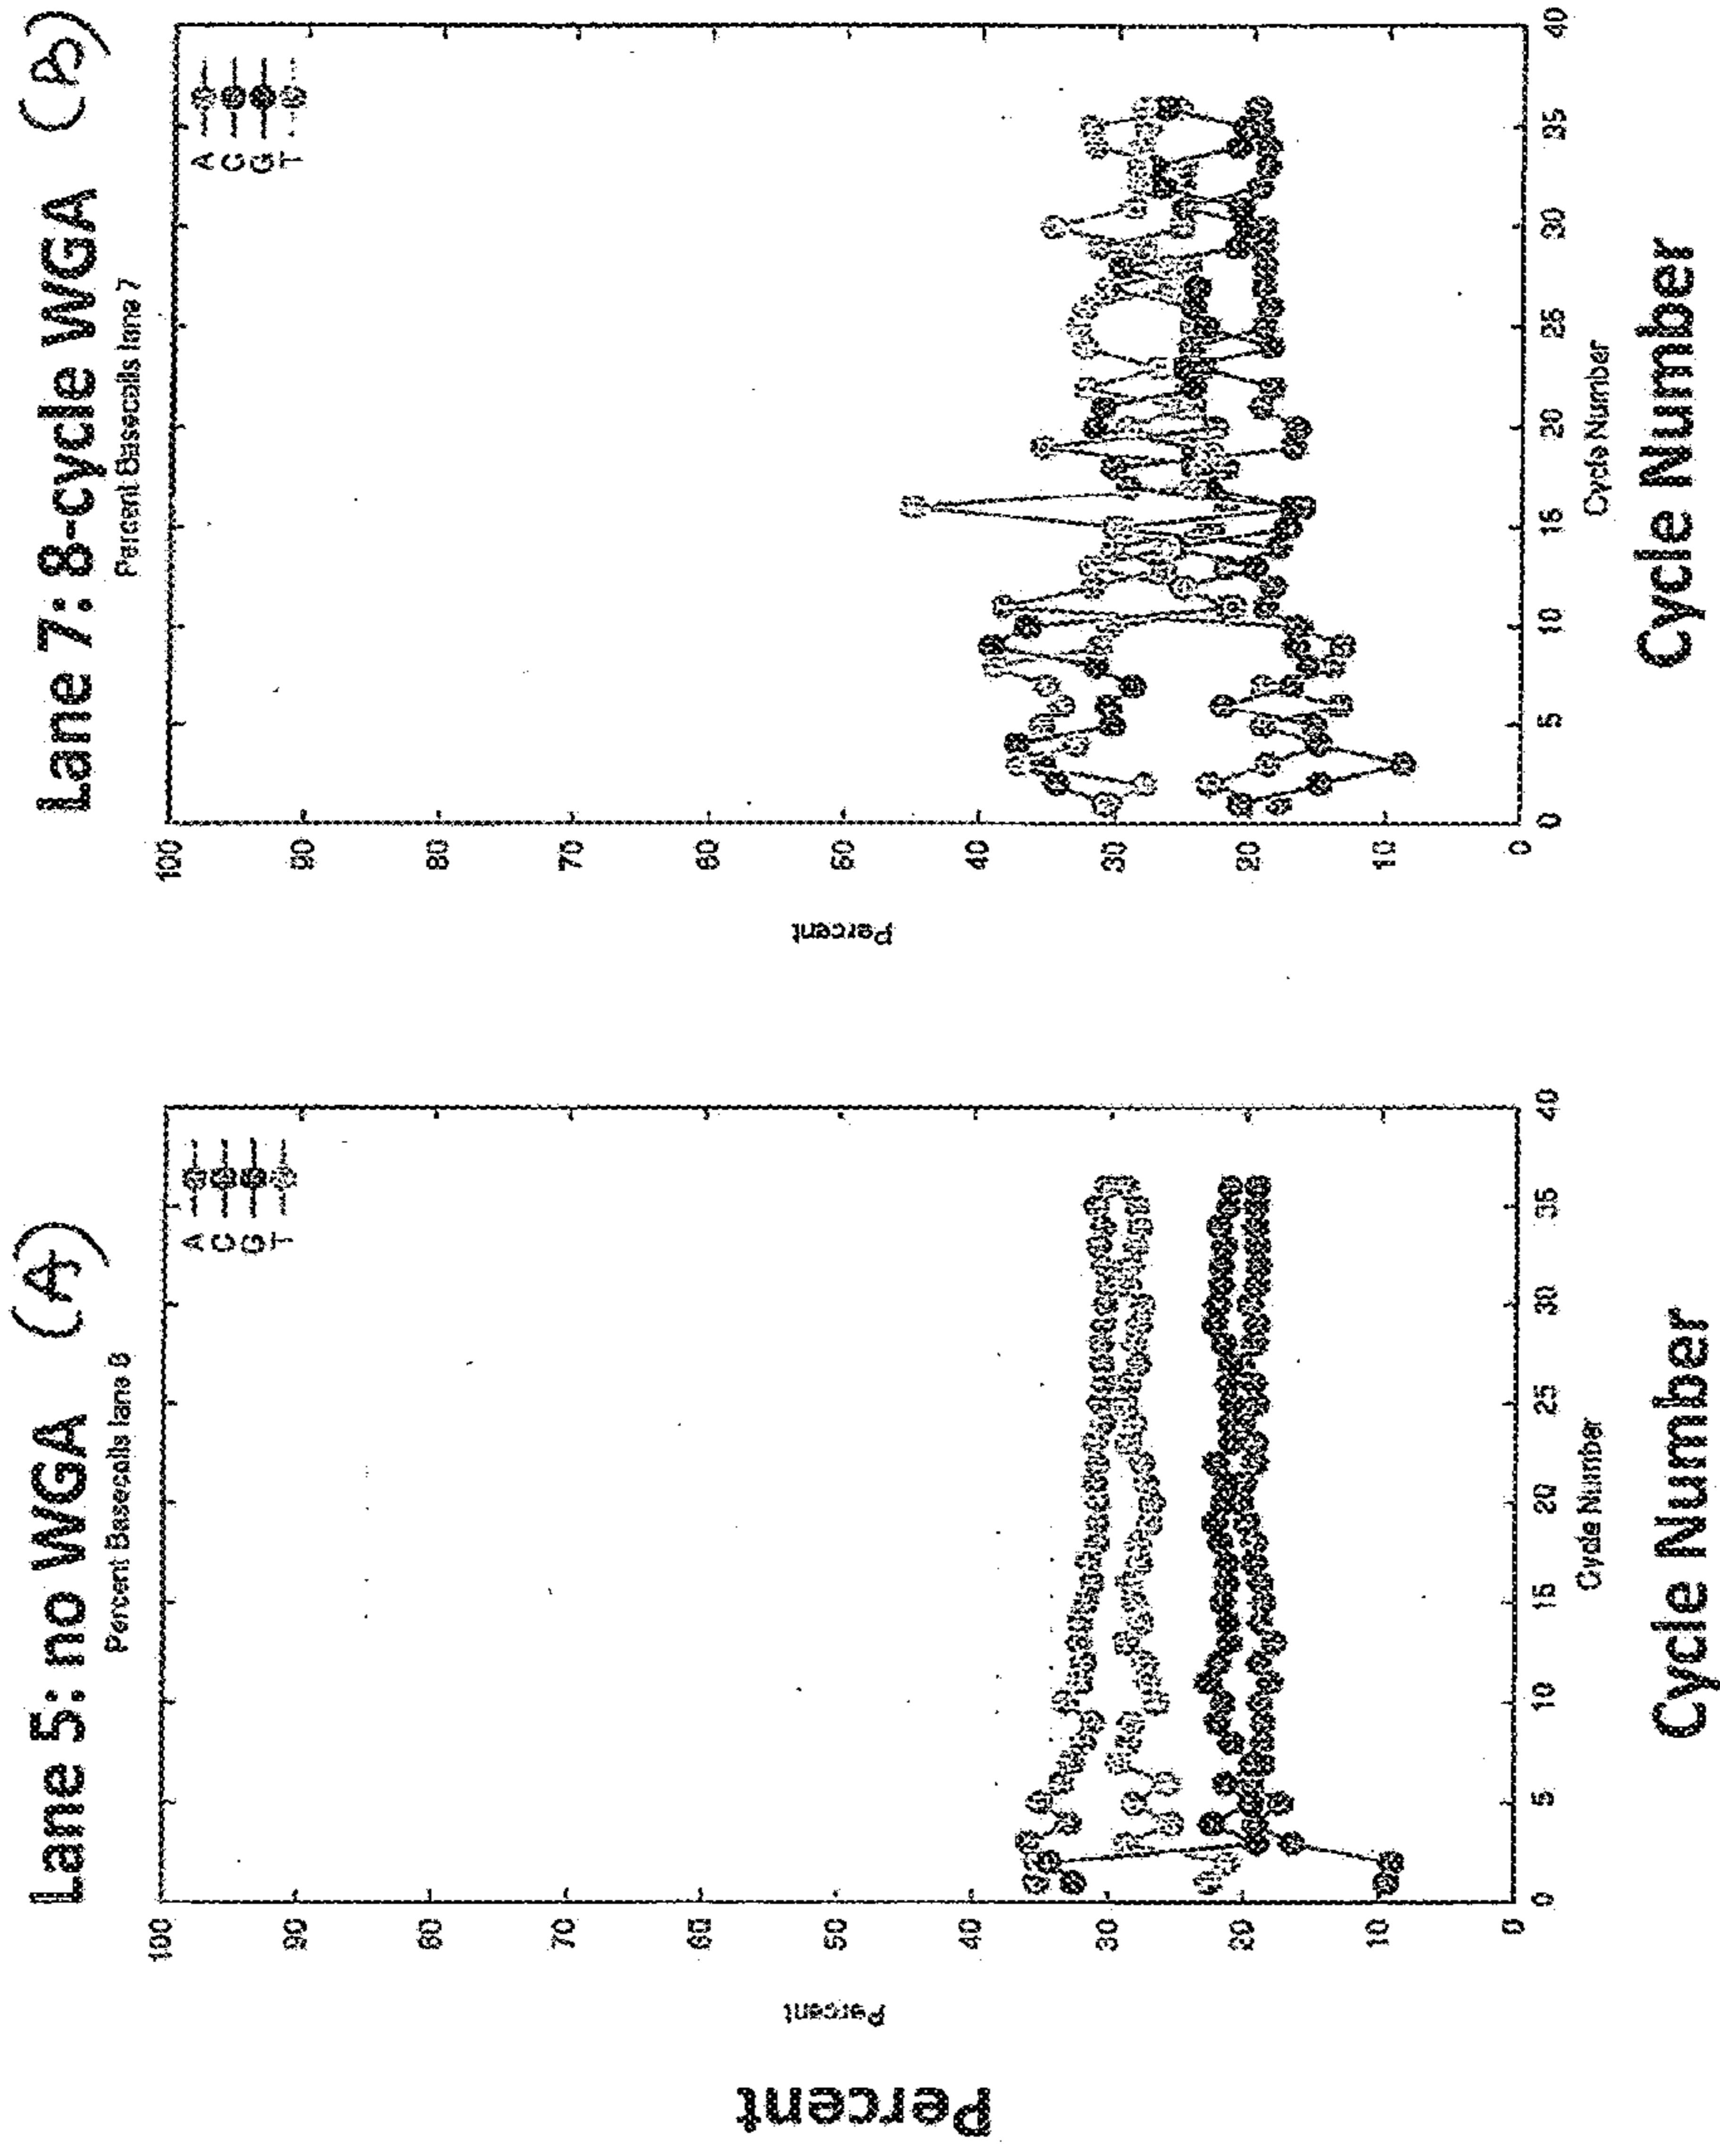 Lane 5: no WGA (A)
Percent Basecalls lane 6
A
C
G
T
100
90
80
70
60
50
40
30
20
10
0
0 5 10 15 20 25 30 35 40
Percent
Percent
Cycle Number
Cycle Number
Lane 7: 8-cycle WGA (B)
Percent Basecalls lane 7
A
C
G
T
100
90
80
70
60
50
40
30
20
10
0
0 5 10 15 20 25 30 35 40
Percent
Cycle Number
Cycle Number